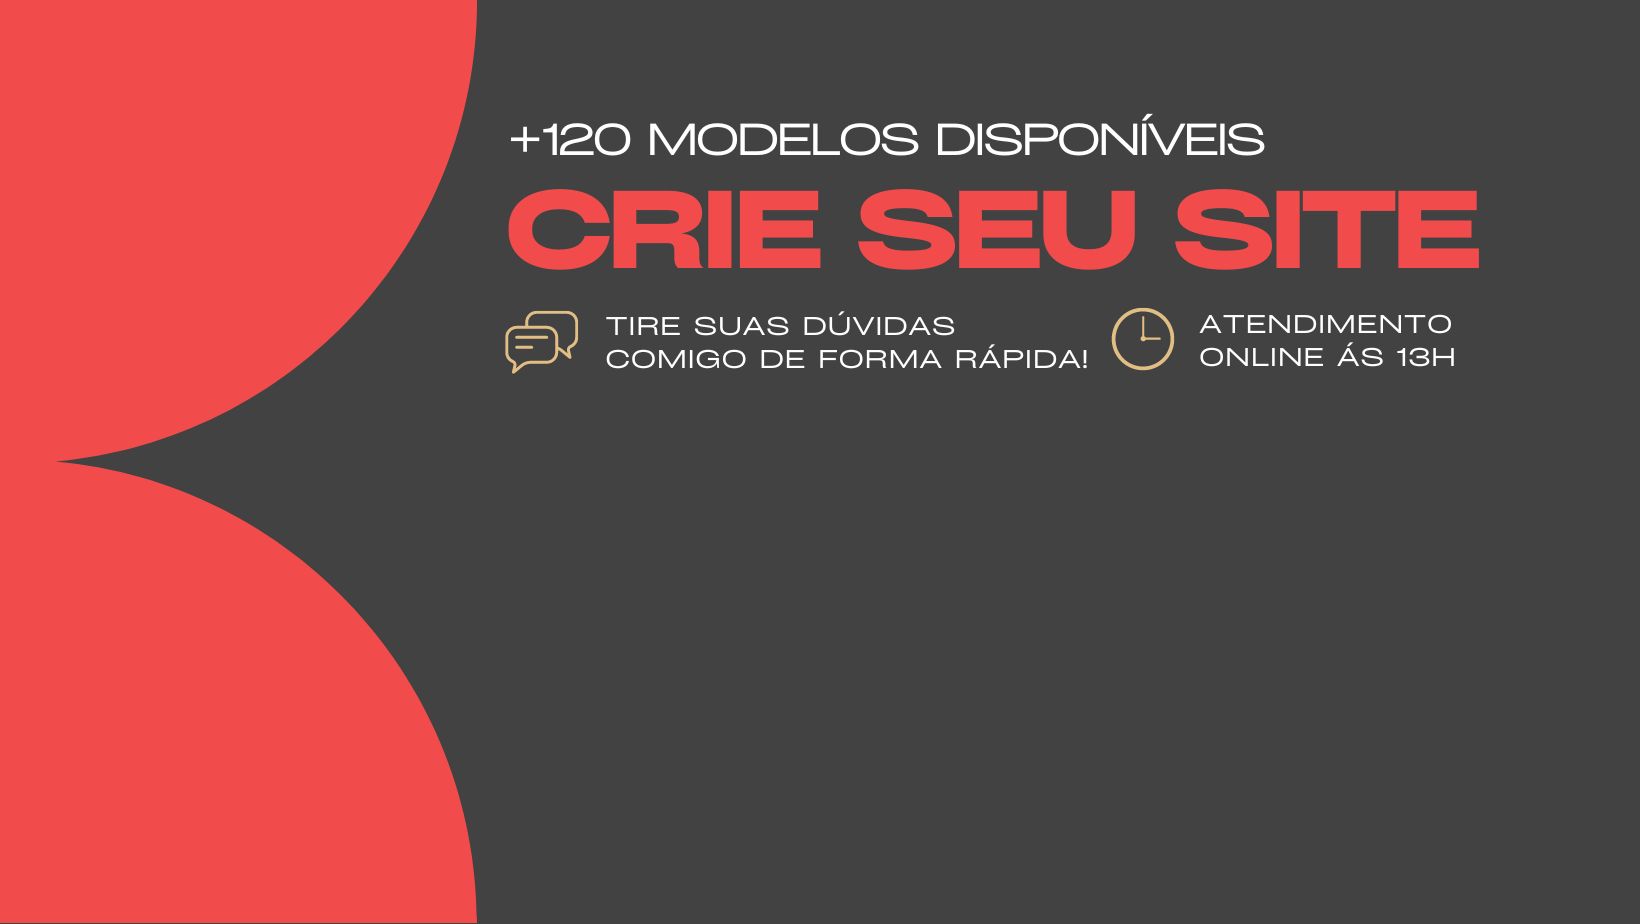 +120 MODELOS DISPONÍVEIS
CRIE SEU SITE
TIRE SUAS DÚVIDAS
COMIGO DE FORMA RÁPIDA!
ATENDIMENTO
ONLINE ÁS 13H